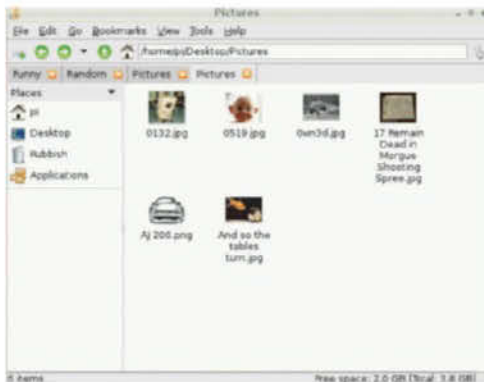 Pictures
File Edit Go Bookmarks View Tools Help
/home/pi/Desktop/Pictures
Funny Random Pictures Pictures
Places
pi
Desktop
Rubbish
Applications
0132.jpg 0519.jpg 0wn3d.jpg 17 Remain
Dead in
Morgue
Shooting
Spree.jpg
AJ 200.png And so the
tables
turn.jpg
6 items Free space: 2.0 GB (Total: 3.8 GB)